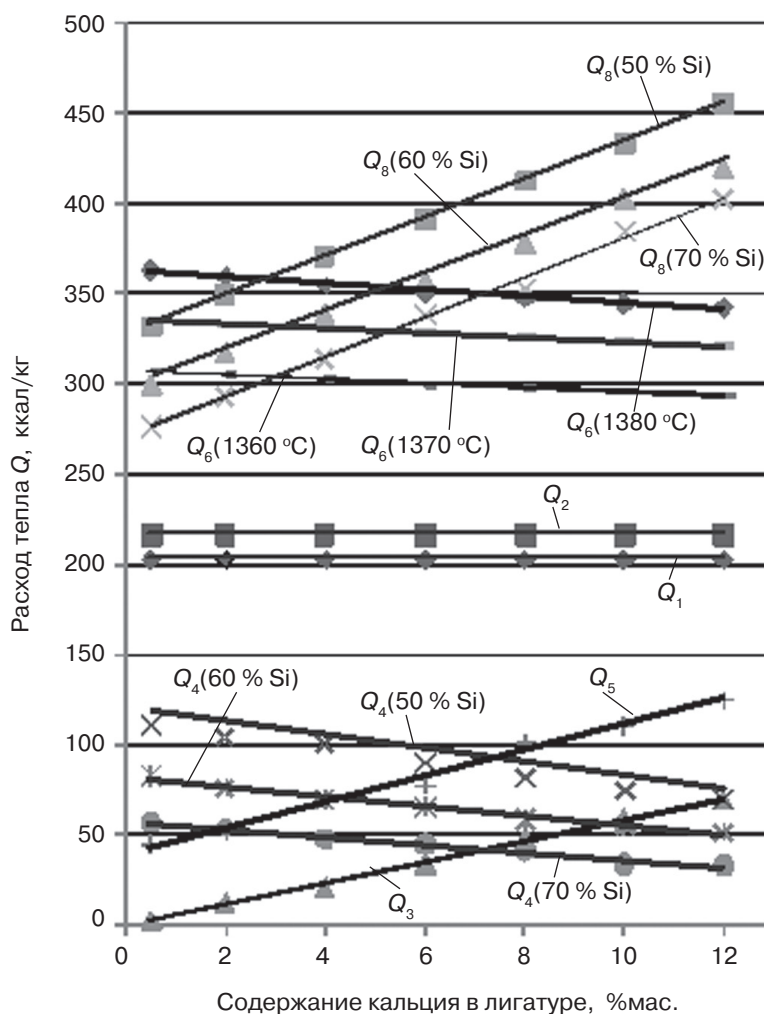 Расход тепла Q, ккал/кг
500
450
400
350
300
250
200
150
100
50
0
Q₈(50 % Si)
Q₈(60 % Si)
Q₈(70 % Si)
Q₆(1360 °C)
Q₆(1370 °C)
Q₆(1380 °C)
Q₂
Q₁
Q₄(60 % Si)
Q₄(50 % Si)
Q₅
Q₃
Q₄(70 % Si)
0 2 4 6 8 10 12
Содержание кальция в лигатуре, %мас.